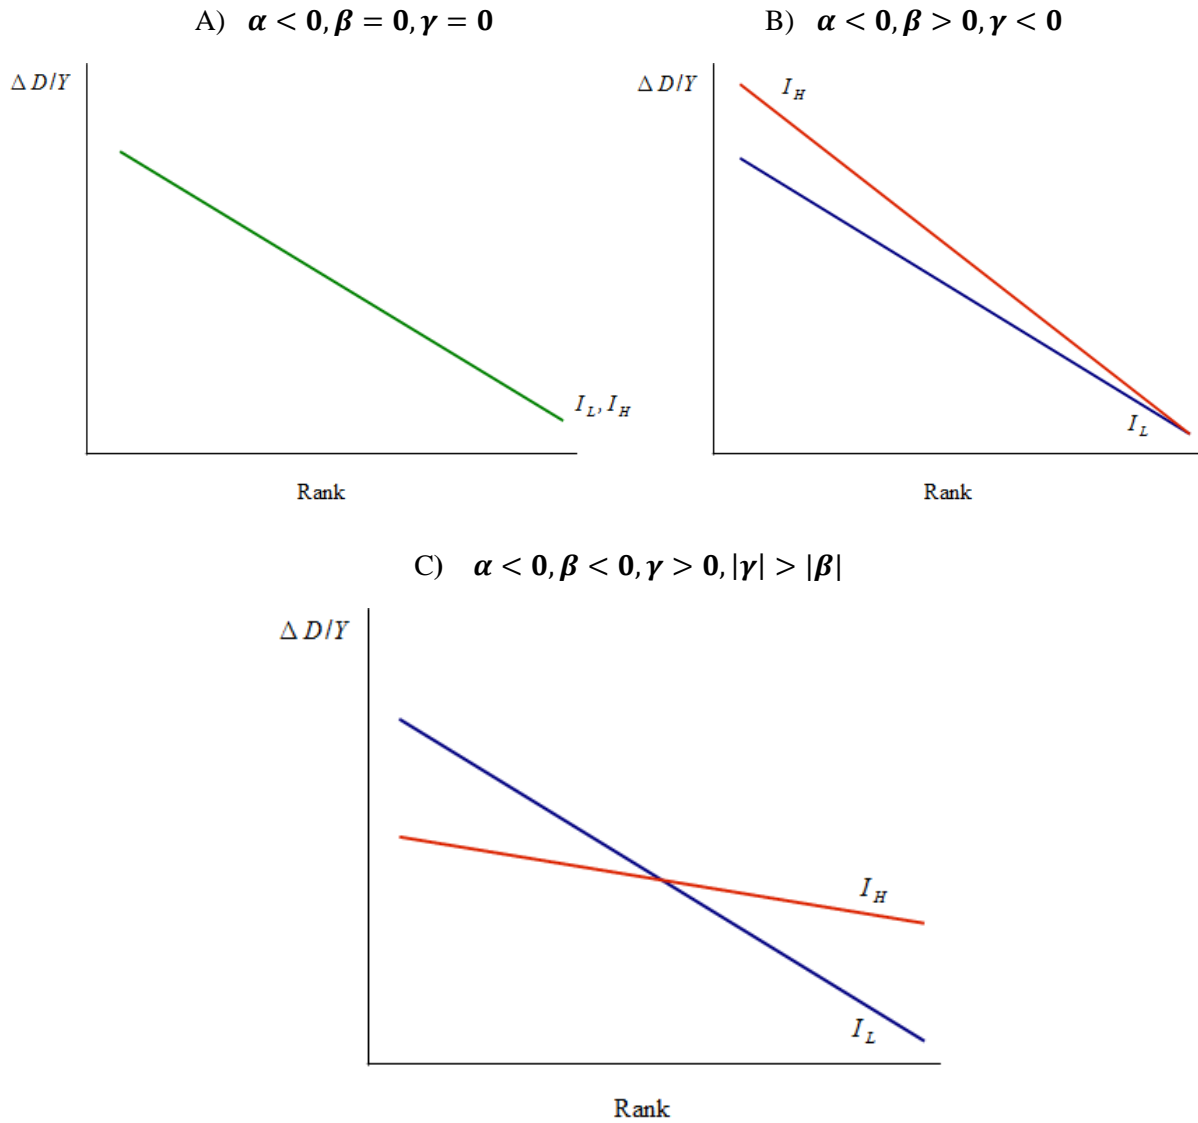 A) α < 0, β = 0, γ = 0
Δ D/Y
I_L, I_H
Rank
B) α < 0, β > 0, γ < 0
Δ D/Y
I_H
I_L
Rank
C) α < 0, β < 0, γ > 0, |γ| > |β|
Δ D/Y
I_H
I_L
Rank